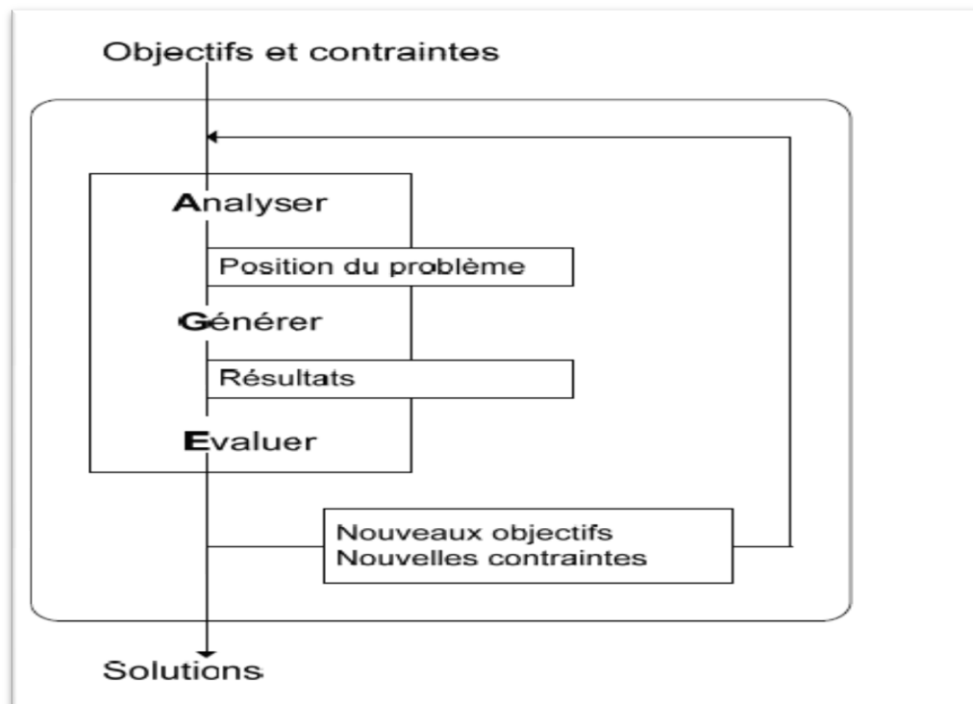 Objectifs et contraintes
Analyser
Position du problème
Générer
Résultats
Evaluer
Nouveaux objectifs
Nouvelles contraintes
Solutions